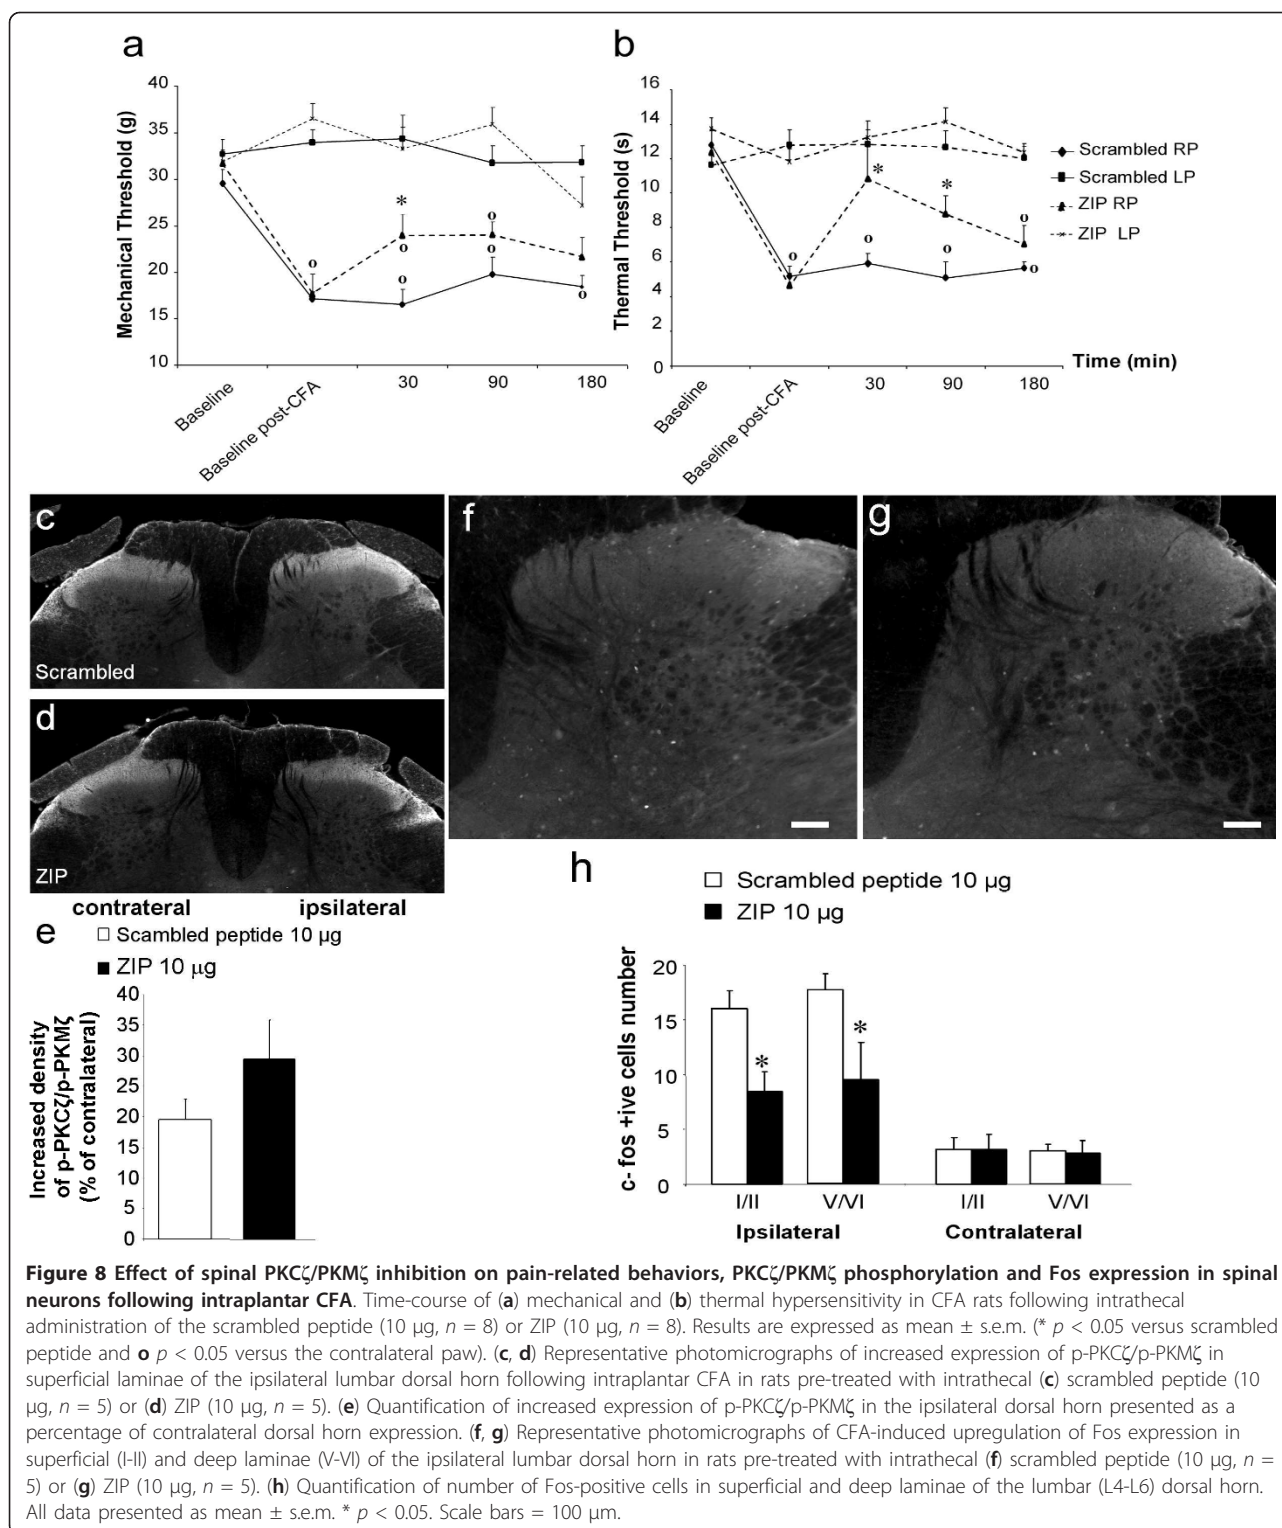 a
b
Mechanical Threshold (g)
40
35
30
25
20
15
10
* o o o o o o
Baseline
Baseline post-CFA
30
90
180
Thermal Threshold (s)
16
14
12
10
8
6
4
2
0
* * o o o o o
Baseline
Baseline post-CFA
30
90
180
Time (min)
Scrambled RP
Scrambled LP
ZIP RP
ZIP LP
c
Scrambled
d
ZIP
contrateral ipsilateral
f
g
e
Scambled peptide 10 µg
ZIP 10 µg
Increased density
of p-PKCζ/p-PKMζ
(% of contralateral)
40
35
30
25
20
15
10
5
0
h
Scrambled peptide 10 µg
ZIP 10 µg
c- fos +ive cells number
20
15
10
5
0
* *
I/II V/VI I/II V/VI
Ipsilateral Contralateral
Figure 8 Effect of spinal PKCζ/PKMζ inhibition on pain-related behaviors, PKCζ/PKMζ phosphorylation and Fos expression in spinal
neurons following intraplantar CFA. Time-course of (a) mechanical and (b) thermal hypersensitivity in CFA rats following intrathecal
administration of the scrambled peptide (10 µg, n = 8) or ZIP (10 µg, n = 8). Results are expressed as mean ± s.e.m. (* p < 0.05 versus scrambled
peptide and o p < 0.05 versus the contralateral paw). (c, d) Representative photomicrographs of increased expression of p-PKCζ/p-PKMζ in
superficial laminae of the ipsilateral lumbar dorsal horn following intraplantar CFA in rats pre-treated with intrathecal (c) scrambled peptide (10
µg, n = 5) or (d) ZIP (10 µg, n = 5). (e) Quantification of increased expression of p-PKCζ/p-PKMζ in the ipsilateral dorsal horn presented as a
percentage of contralateral dorsal horn expression. (f, g) Representative photomicrographs of CFA-induced upregulation of Fos expression in
superficial (I-II) and deep laminae (V-VI) of the ipsilateral lumbar dorsal horn in rats pre-treated with intrathecal (f) scrambled peptide (10 µg, n =
5) or (g) ZIP (10 µg, n = 5). (h) Quantification of number of Fos-positive cells in superficial and deep laminae of the lumbar (L4-L6) dorsal horn.
All data presented as mean ± s.e.m. * p < 0.05. Scale bars = 100 µm.